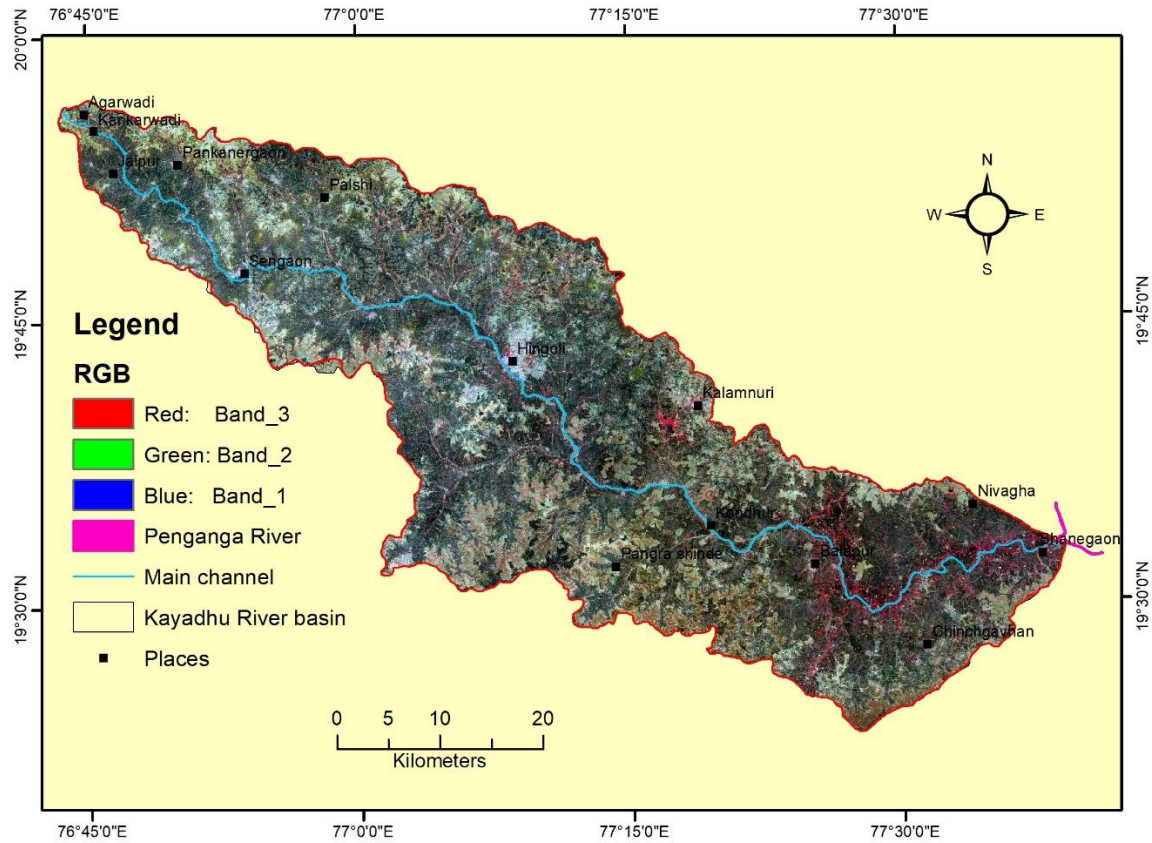 76°45'0"E 77°0'0"E 77°15'0"E 77°30'0"E
20°0'0"N
19°45'0"N
19°30'0"N
Agarwadi
Kankarwadi
Jaipur
Pankanergaon
Palshi
Sengaon
Hingoli
Kalamnuri
Nivagha
Kondhur
Bhanegaon
Pangra shinde
Balapur
Chinchgavhan
N
W E
S
19°45'0"N
19°30'0"N
Legend
RGB
Red: Band_3
Green: Band_2
Blue: Band_1
Penganga River
Main channel
Kayadhu River basin
Places
0 5 10 20
Kilometers
76°45'0"E 77°0'0"E 77°15'0"E 77°30'0"E